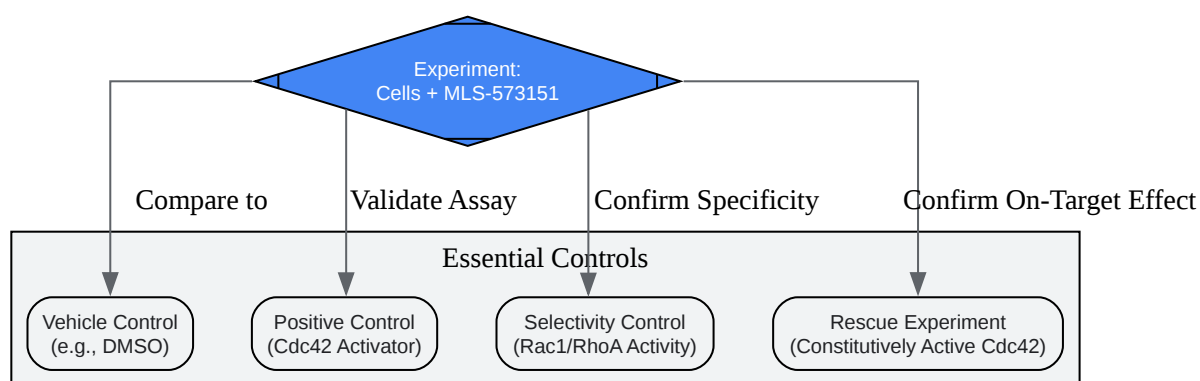 Experiment:
Cells + MLS-573151
Compare to
Validate Assay
Confirm Specificity
Confirm On-Target Effect
Essential Controls
Vehicle Control
(e.g., DMSO)
Positive Control
(Cdc42 Activator)
Selectivity Control
(Rac1/RhoA Activity)
Rescue Experiment
(Constitutively Active Cdc42)